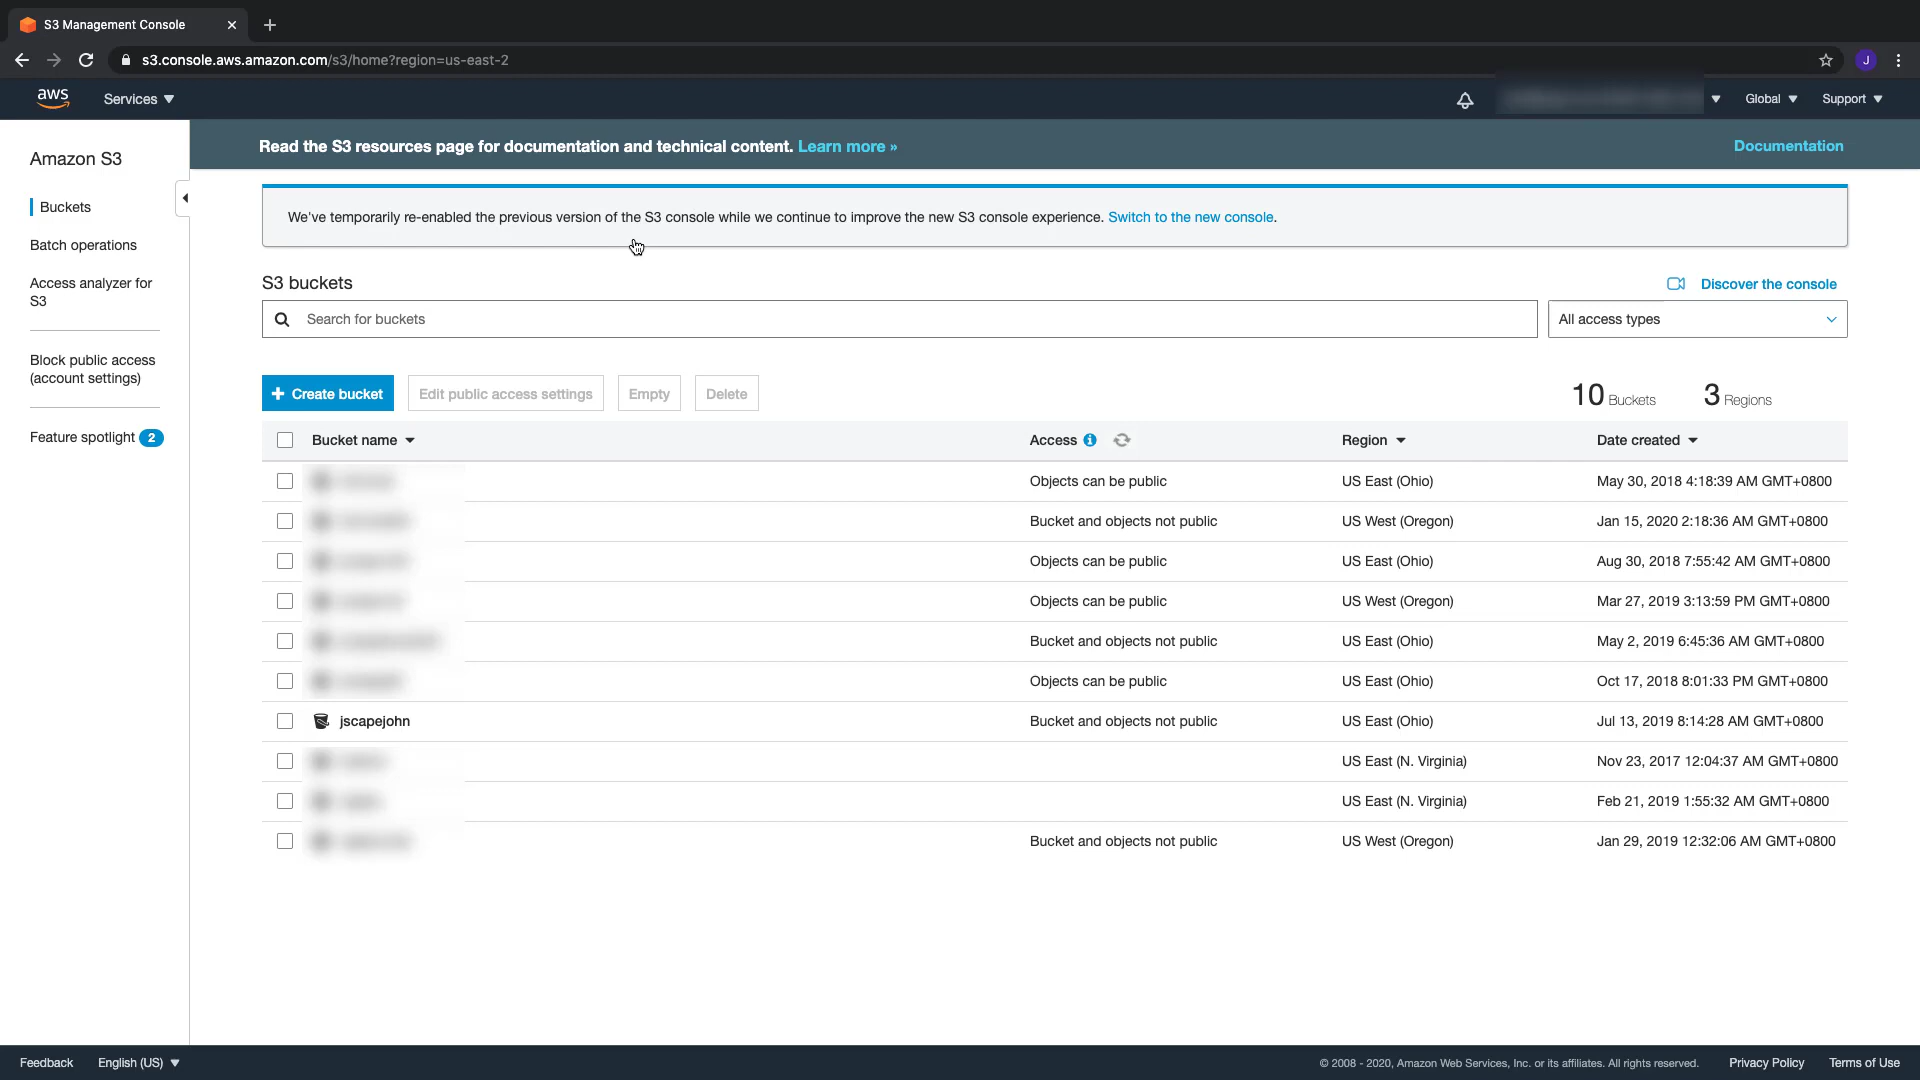 S3 Management Console
s3.console.aws.amazon.com/s3/home?region=us-east-2
J
aws
Services
Global
Support
Amazon S3
Read the S3 resources page for documentation and technical content. Learn more »
Documentation
Buckets
Batch operations
Access analyzer for
S3
Block public access
(account settings)
Feature spotlight 2
We've temporarily re-enabled the previous version of the S3 console while we continue to improve the new S3 console experience. Switch to the new console.
S3 buckets
Discover the console
Search for buckets
All access types
+ Create bucket
Edit public access settings
Empty
Delete
10 Buckets
3 Regions
Bucket name
Access
Region
Date created
Objects can be public US East (Ohio) May 30, 2018 4:18:39 AM GMT+0800
Bucket and objects not public US West (Oregon) Jan 15, 2020 2:18:36 AM GMT+0800
Objects can be public US East (Ohio) Aug 30, 2018 7:55:42 AM GMT+0800
Objects can be public US West (Oregon) Mar 27, 2019 3:13:59 PM GMT+0800
Bucket and objects not public US East (Ohio) May 2, 2019 6:45:36 AM GMT+0800
Objects can be public US East (Ohio) Oct 17, 2018 8:01:33 PM GMT+0800
jscapejohn Bucket and objects not public US East (Ohio) Jul 13, 2019 8:14:28 AM GMT+0800
US East (N. Virginia) Nov 23, 2017 12:04:37 AM GMT+0800
US East (N. Virginia) Feb 21, 2019 1:55:32 AM GMT+0800
Bucket and objects not public US West (Oregon) Jan 29, 2019 12:32:06 AM GMT+0800
Feedback
English (US)
© 2008 - 2020, Amazon Web Services, Inc. or its affiliates. All rights reserved.
Privacy Policy
Terms of Use